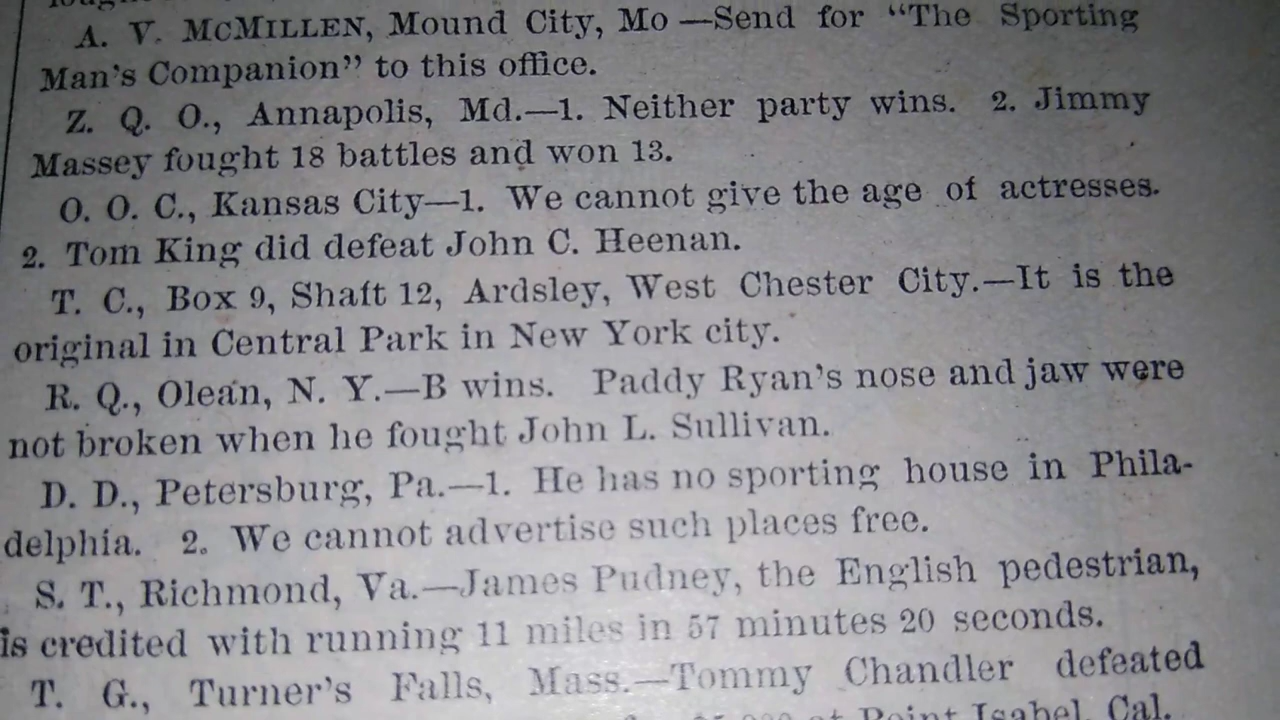 A. V. MCMILLEN, Mound City, Mo —Send for “The Sporting
Man's Companion” to this office.
Z. Q. O., Annapolis, Md.—1. Neither party wins. 2. Jimmy
Massey fought 18 battles and won 13.
O. O. C., Kansas City—1. We cannot give the age of actresses.
2. Tom King did defeat John C. Heenan.
T. C., Box 9, Shaft 12, Ardsley, West Chester City.—It is the
original in Central Park in New York city.
R. Q., Olean, N. Y.—B wins. Paddy Ryan's nose and jaw were
not broken when he fought John L. Sullivan.
D. D., Petersburg, Pa.—1. He has no sporting house in Phila-
delphia. 2. We cannot advertise such places free.
S. T., Richmond, Va.—James Pudney, the English pedestrian,
is credited with running 11 miles in 57 minutes 20 seconds.
T. G., Turner's Falls, Mass.—Tommy Chandler defeated
at Point Isabel, Cal.